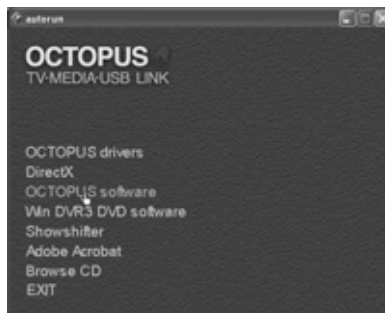 autorun
OCTOPUS
TV-MEDIA-USB LINK
OCTOPUS drivers
DirectX
OCTOPUS software
Win DVR3 DVD software
Showshifter
Adobe Acrobat
Browse CD
EXIT